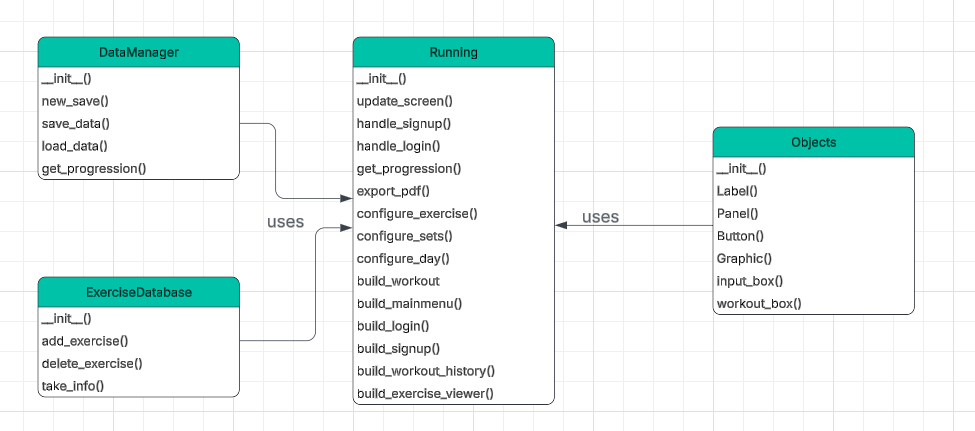 DataManager
__init__()
new_save()
save_data()
load_data()
get_progression()
uses
ExerciseDatabase
__init__()
add_exercise()
delete_exercise()
take_info()
Running
__init__()
update_screen()
handle_signup()
handle_login()
get_progression()
export_pdf()
configure_exercise()
configure_sets()
configure_day()
build_workout
build_mainmenu()
build_login()
build_signup()
build_workout_history()
build_exercise_viewer()
uses
Objects
__init__()
Label()
Panel()
Button()
Graphic()
input_box()
workout_box()